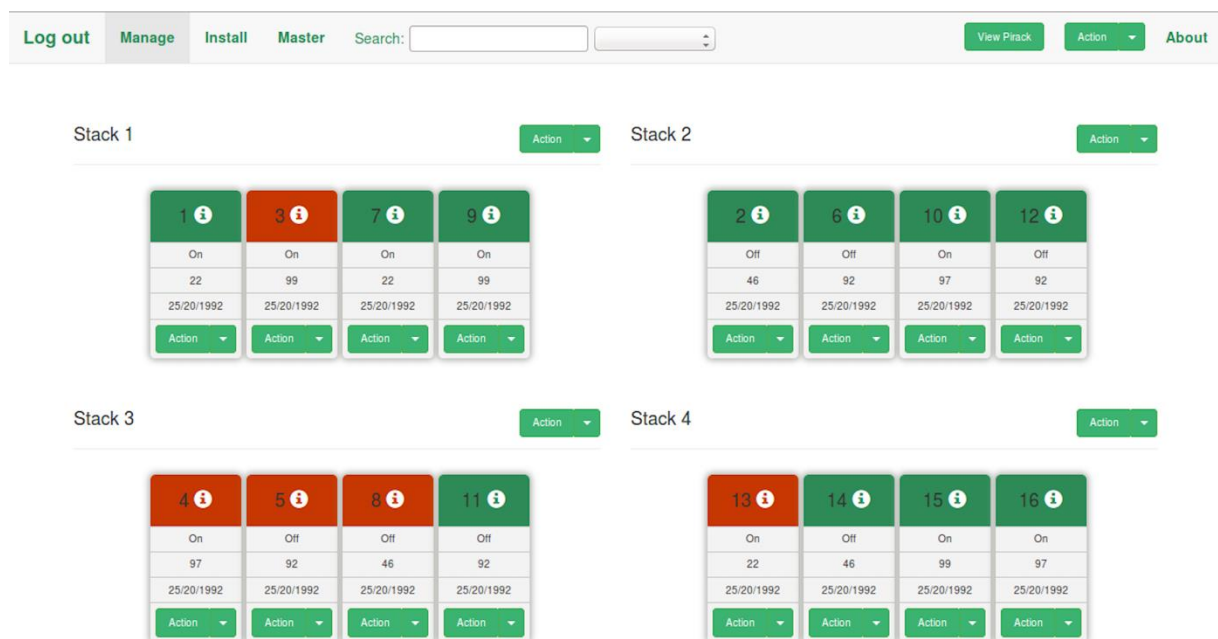 Log out Manage Install Master Search: View Pirack Action About
Stack 1 Action Stack 2 Action
1 3 7 9 2 6 10 12
On On On On Off Off On Off
22 99 22 99 46 92 97 92
25/20/1992 25/20/1992 25/20/1992 25/20/1992 25/20/1992 25/20/1992 25/20/1992 25/20/1992
Action Action Action Action Action Action Action Action
Stack 3 Action Stack 4 Action
4 5 8 11 13 14 15 16
On Off Off Off On Off On On
97 92 46 92 22 46 99 97
25/20/1992 25/20/1992 25/20/1992 25/20/1992 25/20/1992 25/20/1992 25/20/1992 25/20/1992
Action Action Action Action Action Action Action Action